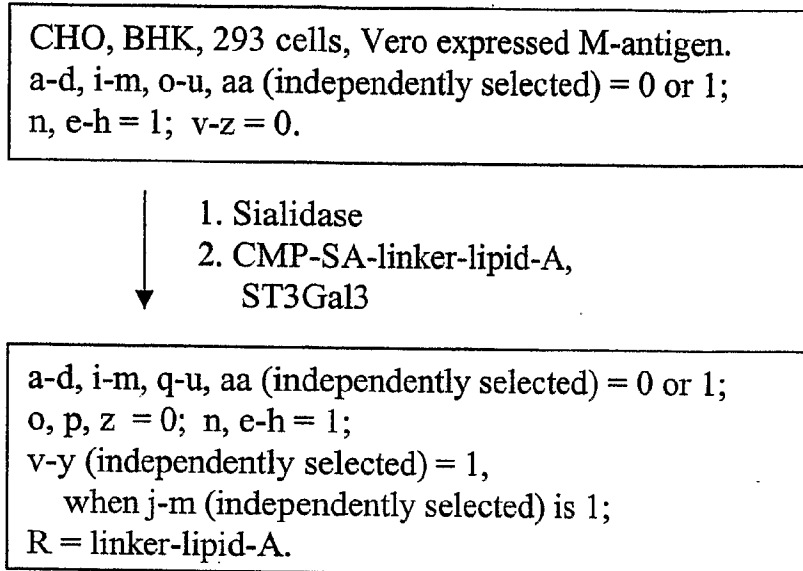 CHO, BHK, 293 cells, Vero expressed M-antigen.
a-d, i-m, o-u, aa (independently selected) = 0 or 1;
n, e-h = 1; v-z = 0.
1. Sialidase
2. CMP-SA-linker-lipid-A,
ST3Gal3
a-d, i-m, q-u, aa (independently selected) = 0 or 1;
o, p, z = 0; n, e-h = 1;
v-y (independently selected) = 1,
when j-m (independently selected) is 1;
R = linker-lipid-A.